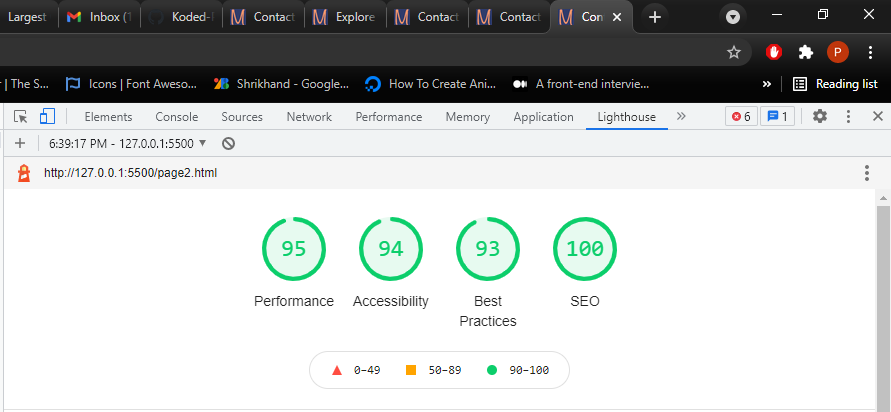 Largest Inbox (1 Koded- Contact Explore Contact Contact Con
P
| The S... Icons | Font Aweso... Shrikhand - Google... How To Create Ani... A front-end intervie... » Reading list
Elements Console Sources Network Performance Memory Application Lighthouse » 6 1
6:39:17 PM - 127.0.0.1:5500
http://127.0.0.1:5500/page2.html
95 94 93 100
Performance Accessibility Best SEO
Practices
0–49 50–89 90–100